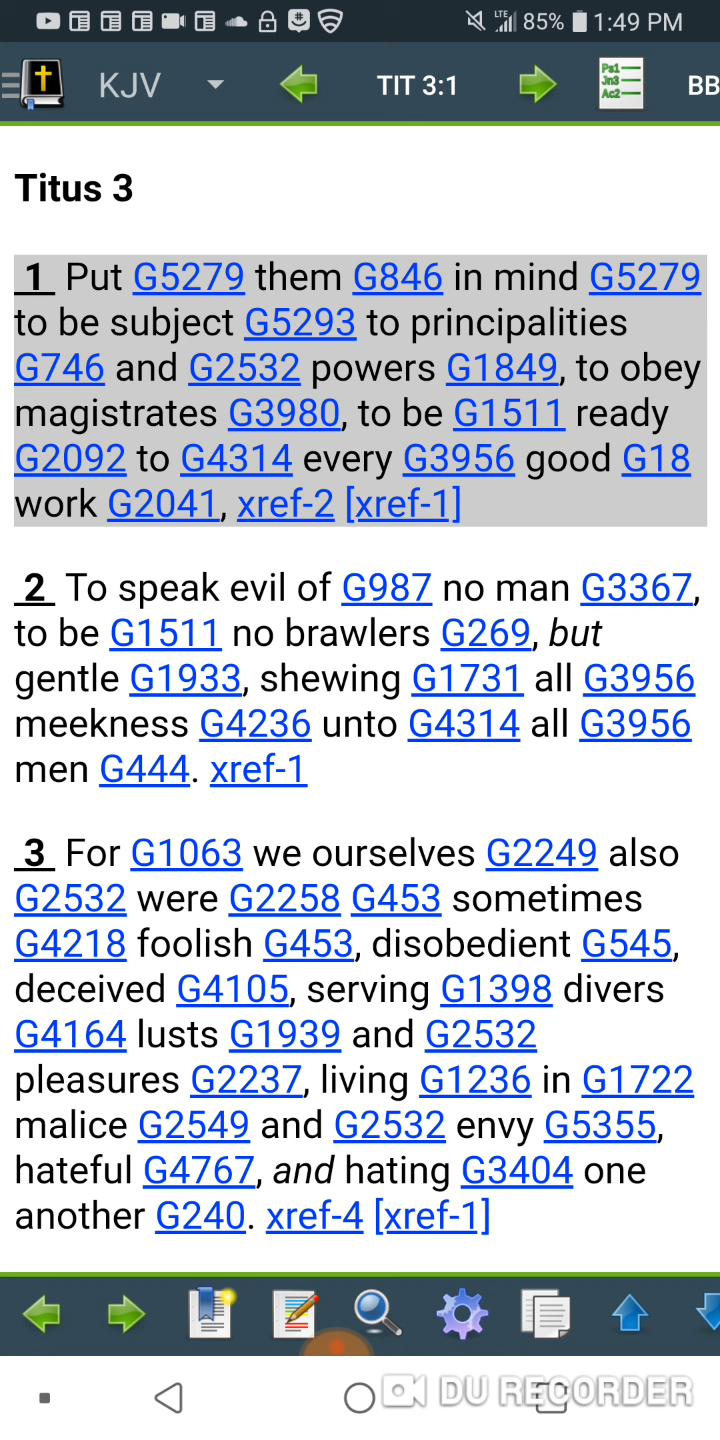 LTE 85% 1:49 PM
KJV TIT 3:1 Ps1 Jn3 Ac2 BB
Titus 3
1 Put G5279 them G846 in mind G5279
to be subject G5293 to principalities
G746 and G2532 powers G1849, to obey
magistrates G3980, to be G1511 ready
G2092 to G4314 every G3956 good G18
work G2041, xref-2 [xref-1]
2 To speak evil of G987 no man G3367,
to be G1511 no brawlers G269, but
gentle G1933, shewing G1731 all G3956
meekness G4236 unto G4314 all G3956
men G444. xref-1
3 For G1063 we ourselves G2249 also
G2532 were G2258 G453 sometimes
G4218 foolish G453, disobedient G545,
deceived G4105, serving G1398 divers
G4164 lusts G1939 and G2532
pleasures G2237, living G1236 in G1722
malice G2549 and G2532 envy G5355,
hateful G4767, and hating G3404 one
another G240. xref-4 [xref-1]
DU RECORDER